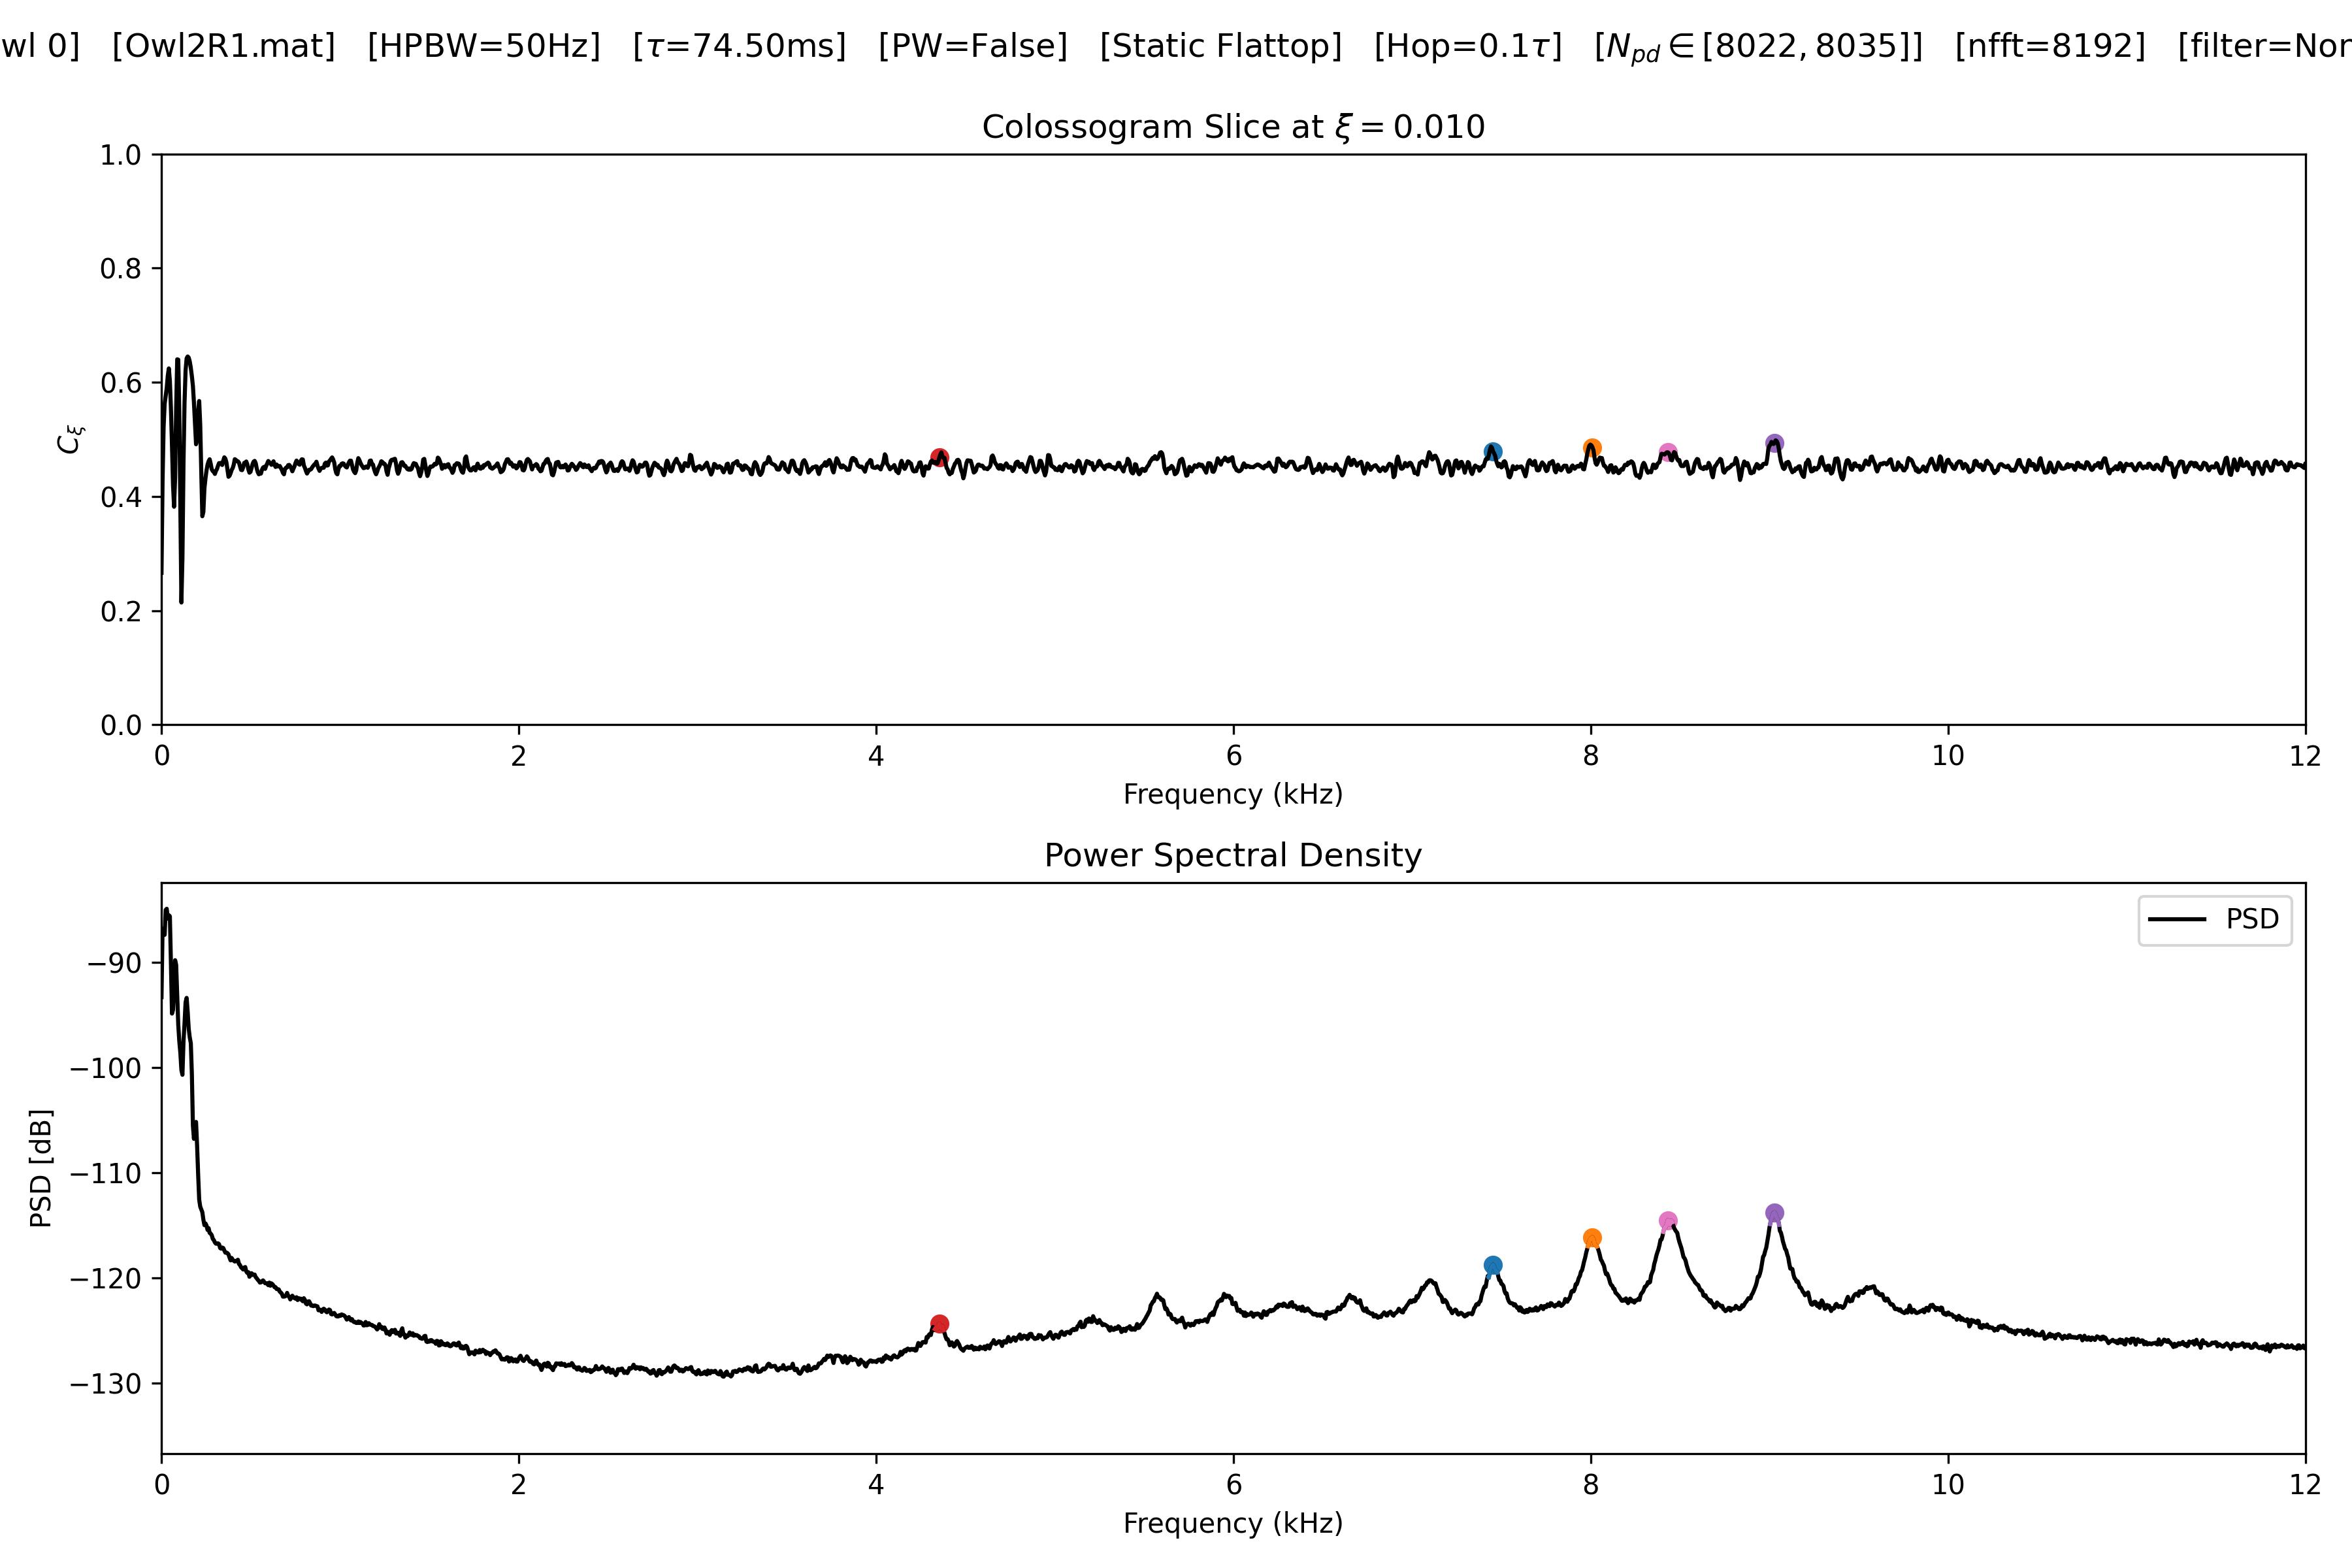 wl 0] [Owl2R1.mat] [HPBW=50Hz] [τ=74.50ms] [PW=False] [Static Flattop] [Hop=0.1τ] [N_pd ∈ [8022, 8035]] [nfft=8192] [filter=Non
Colossogram Slice at ξ = 0.010
1.0
0.8
0.6
0.4
0.2
0.0
C_ξ
0 2 4 6 8 10 12
Frequency (kHz)
Power Spectral Density
PSD
−90
−100
−110
−120
−130
PSD [dB]
0 2 4 6 8 10 12
Frequency (kHz)